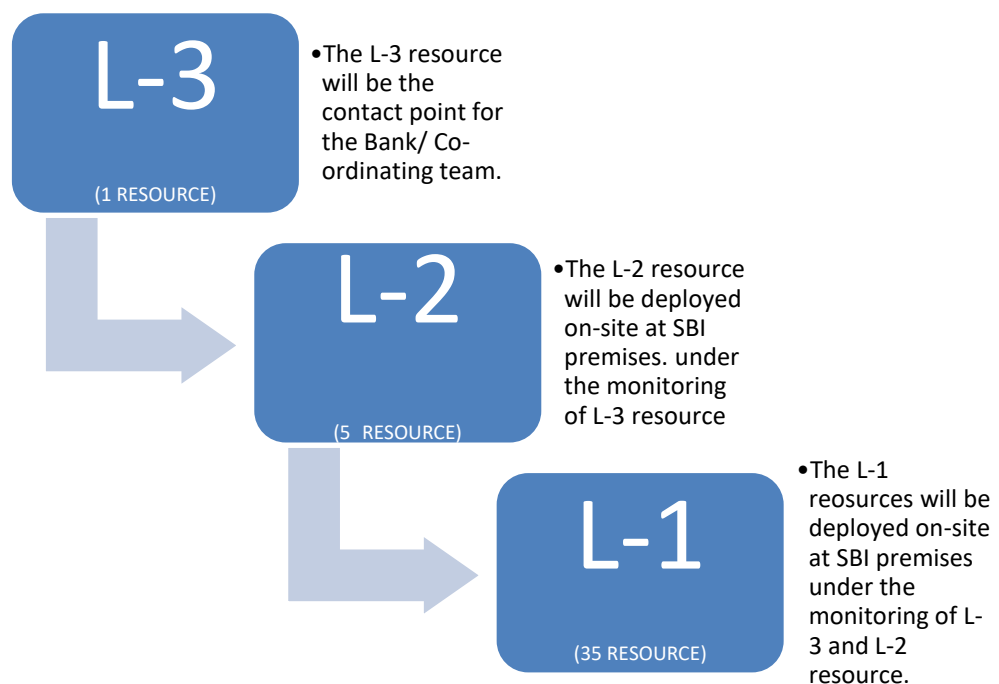 L-3
(1 RESOURCE)
•The L-3 resource
will be the
contact point for
the Bank/ Co-
ordinating team.
L-2
(5 RESOURCE)
•The L-2 resource
will be deployed
on-site at SBI
premises. under
the monitoring
of L-3 resource
L-1
(35 RESOURCE)
•The L-1
reosurces will be
deployed on-site
at SBI premises
under the
monitoring of L-
3 and L-2
resource.